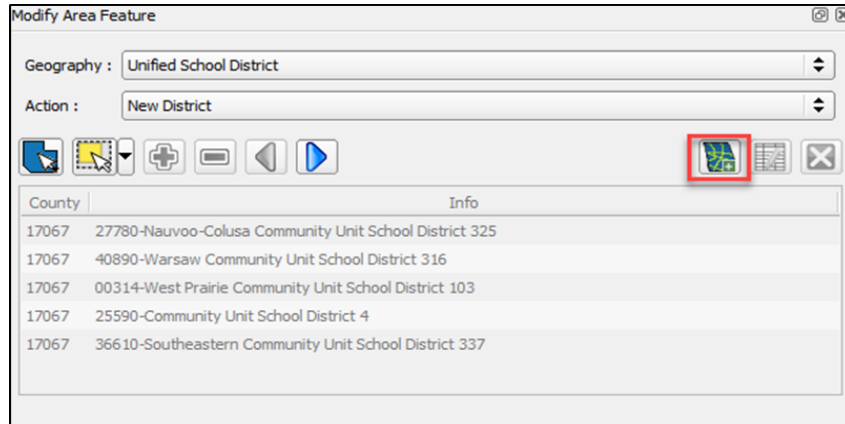 Modify Area Feature
Geography : Unified School District
Action : New District
County Info
17067 27780-Nauvoo-Colusa Community Unit School District 325
17067 40890-Warsaw Community Unit School District 316
17067 00314-West Prairie Community Unit School District 103
17067 25590-Community Unit School District 4
17067 36610-Southeastern Community Unit School District 337